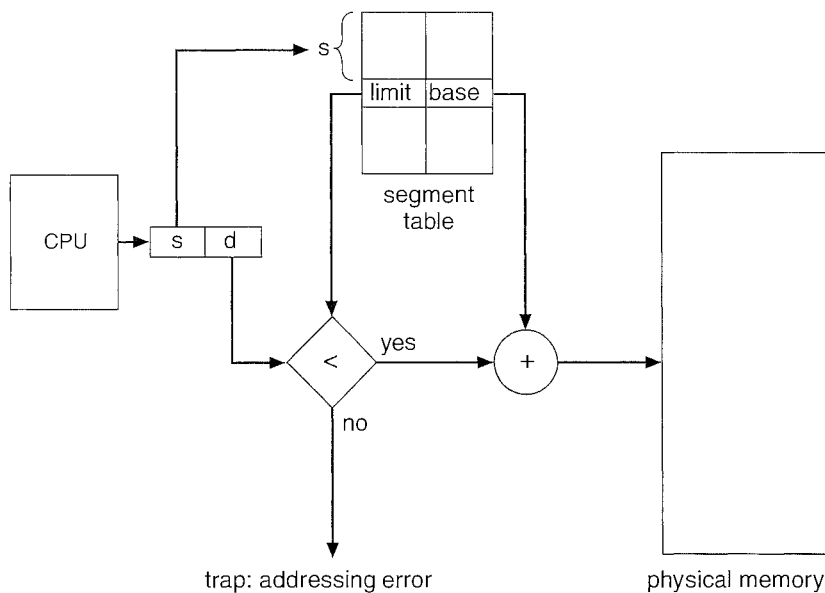 s
limit base
segment
table
CPU
s d
<
yes
+
no
trap: addressing error
physical memory